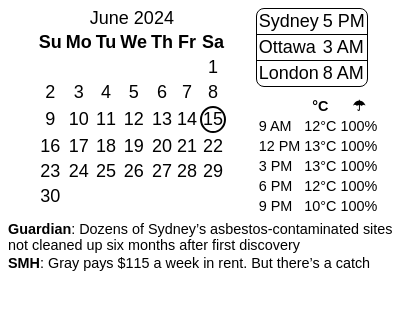 June 2024
Su Mo Tu We Th Fr Sa
1
2 3 4 5 6 7 8
9 10 11 12 13 14 15
16 17 18 19 20 21 22
23 24 25 26 27 28 29
30
Sydney 5 PM
Ottawa 3 AM
London 8 AM
°C ☂
9 AM 12°C 100%
12 PM 13°C 100%
3 PM 13°C 100%
6 PM 12°C 100%
9 PM 10°C 100%
Guardian: Dozens of Sydney’s asbestos-contaminated sites
not cleaned up six months after first discovery
SMH: Gray pays $115 a week in rent. But there’s a catch